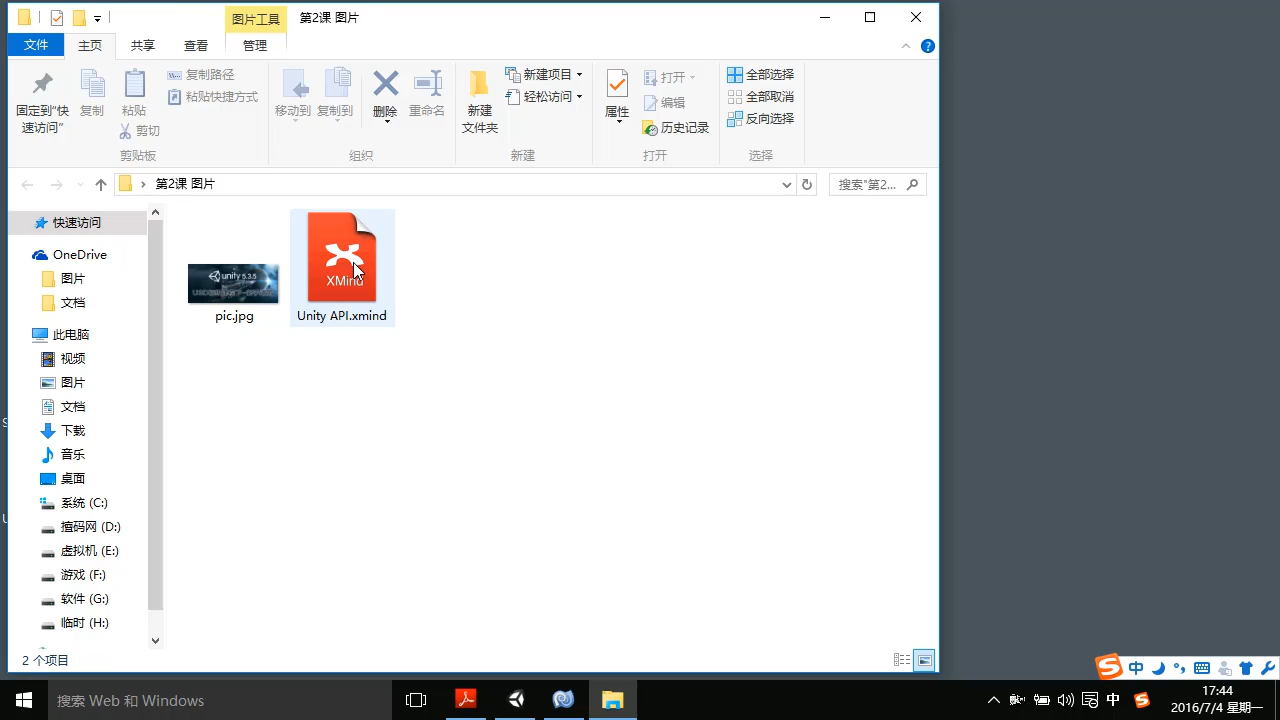 图片工具
第2课 图片
文件
主页
共享
查看
管理
固定到"快速访问"
复制
粘贴
复制路径
粘贴快捷方式
剪切
剪贴板
移动到
复制到
删除
重命名
组织
新建
文件夹
新建项目
轻松访问
新建
属性
打开
编辑
历史记录
打开
全部选择
全部取消
反向选择
选择
第2课 图片
搜索"第2...
快速访问
OneDrive
图片
文档
此电脑
视频
图片
文档
下载
音乐
桌面
系统 (C:)
揎码网 (D:)
虚拟机 (E:)
游戏 (F:)
软件 (G:)
临时 (H:)
unity 5.3.5
pic.jpg
XMind
Unity API.xmind
2 个项目
中
搜索 Web 和 Windows
中
17:44
2016/7/4 星期一